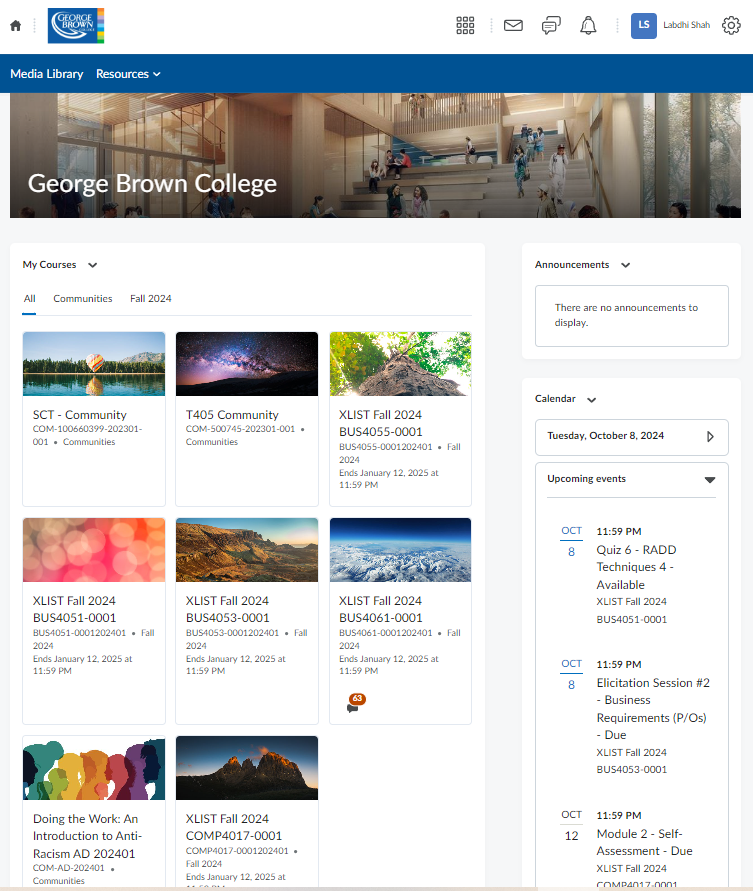 GEORGE
BROWN
LS
Labdhi Shah
Media Library
Resources
George Brown College
My Courses
All
Communities
Fall 2024
SCT - Community
COM-100660399-202301-
001 • Communities
T405 Community
COM-500745-202301-001 •
Communities
XLIST Fall 2024
BUS4055-0001
BUS4055-0001202401 • Fall
2024
Ends January 12, 2025 at
11:59 PM
XLIST Fall 2024
BUS4051-0001
BUS4051-0001202401 • Fall
2024
Ends January 12, 2025 at
11:59 PM
XLIST Fall 2024
BUS4053-0001
BUS4053-0001202401 • Fall
2024
Ends January 12, 2025 at
11:59 PM
XLIST Fall 2024
BUS4061-0001
BUS4061-0001202401 • Fall
2024
Ends January 12, 2025 at
11:59 PM
63
Doing the Work: An
Introduction to Anti-
Racism AD 202401
COM-AD-202401 •
Communities
XLIST Fall 2024
COMP4017-0001
COMP4017-0001202401 •
Fall 2024
Ends January 12, 2025 at
Announcements
There are no announcements to
display.
Calendar
Tuesday, October 8, 2024
Upcoming events
OCT
8
11:59 PM
Quiz 6 - RADD
Techniques 4 -
Available
XLIST Fall 2024
BUS4051-0001
OCT
8
11:59 PM
Elicitation Session #2
- Business
Requirements (P/Os)
- Due
XLIST Fall 2024
BUS4053-0001
OCT
12
11:59 PM
Module 2 - Self-
Assessment - Due
XLIST Fall 2024
COMP4017-0001